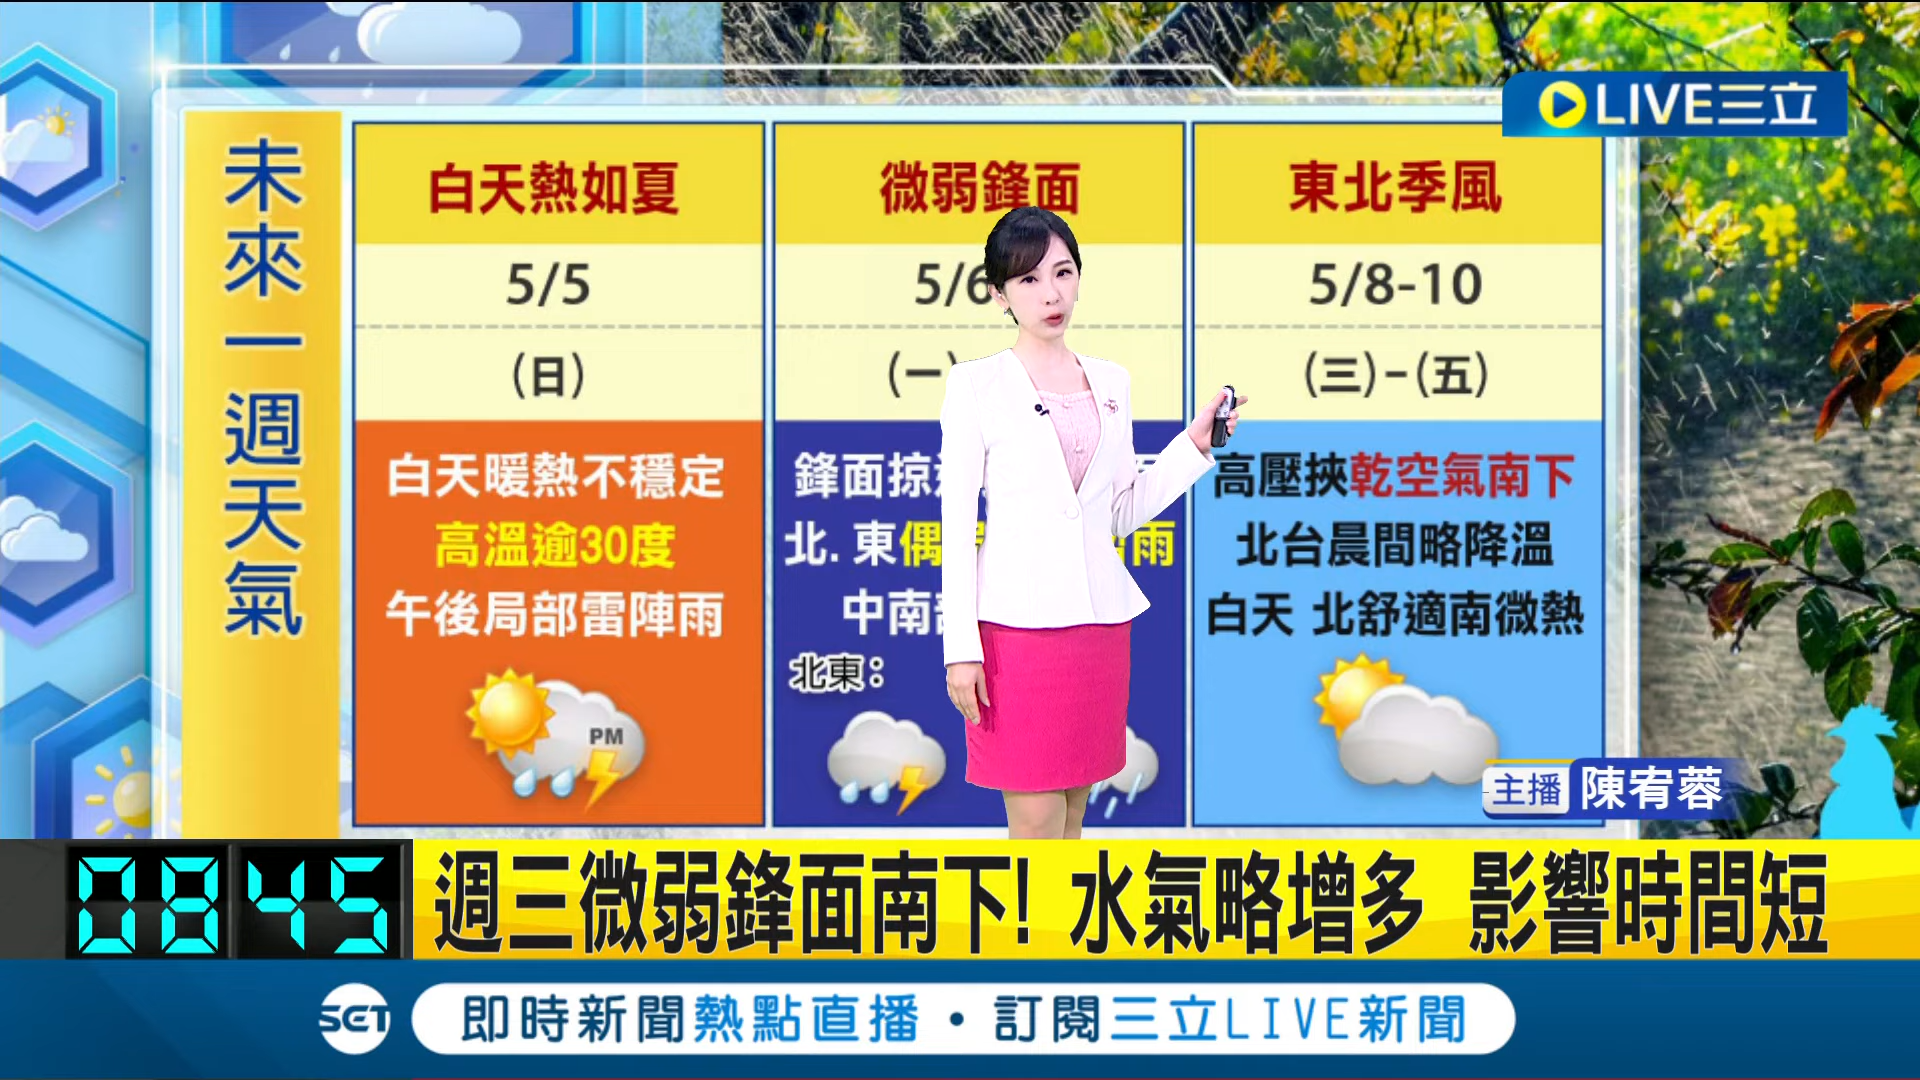 LIVE三立
未來一週天氣
白天熱如夏
5/5
(日)
白天暖熱不穩定
高溫逾30度
午後局部雷陣雨
PM
微弱鋒面
5/6
(一)
鋒面掠
北.東偶 雨
中南部
北東：
東北季風
5/8-10
(三)-(五)
高壓挾乾空氣南下
北台晨間略降溫
白天 北舒適南微熱
主播 陳宥蓉
0845
週三微弱鋒面南下! 水氣略增多 影響時間短
SET
即時新聞熱點直播・訂閱三立LIVE新聞